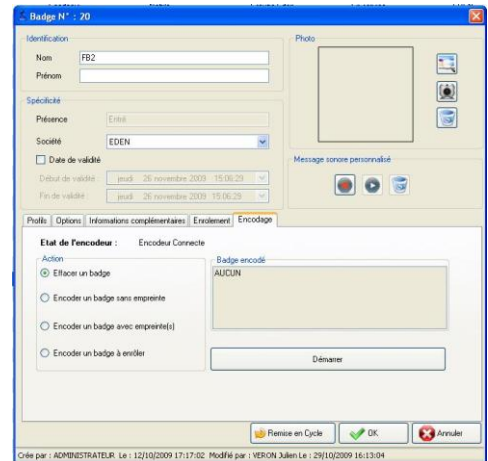 Badge N° : 20
Identification
Nom FB2
Prénom
Photo
Spécificité
Présence Entré
Société EDEN
Date de validité
Début de validité : jeudi 26 novembre 2009 15:06:29
Fin de validité : jeudi 26 novembre 2009 15:06:29
Message sonore personnalisé
Profils Options Informations complémentaires Enrolement Encodage
Etat de l'encodeur : Encodeur Connecte
Action
Effacer un badge
Encoder un badge sans empreinte
Encoder un badge avec empreinte(s)
Encoder un badge à enrôler
Badge encodé
AUCUN
Démarrer
Remise en Cycle OK Annuler
Crée par : ADMINISTRATEUR Le : 12/10/2009 17:17:02 Modifié par : VERON Julien Le : 29/10/2009 16:13:04